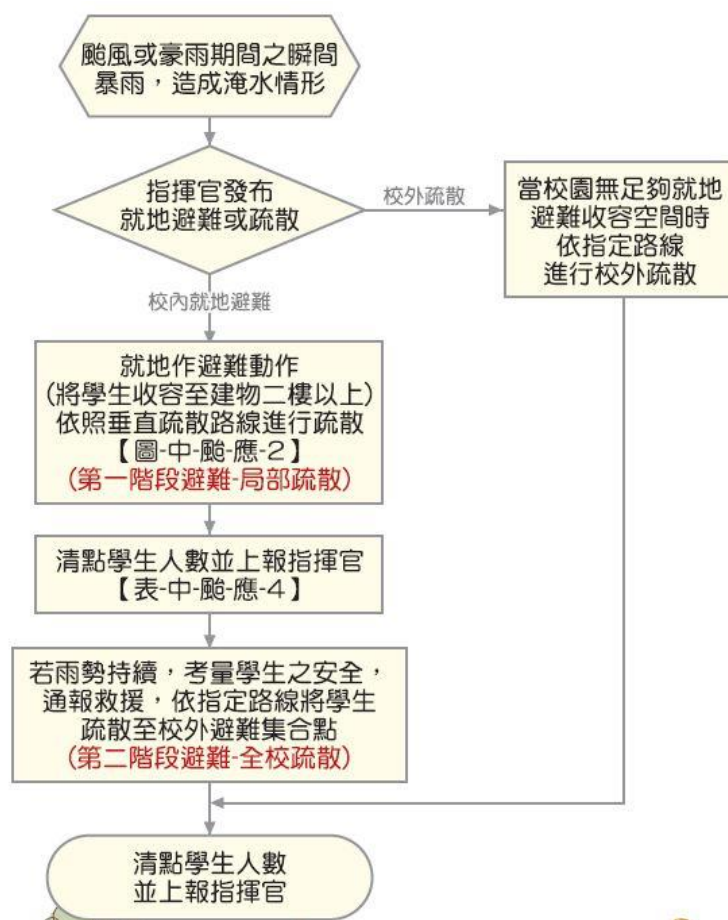 颱風或豪雨期間之瞬間
暴雨，造成淹水情形
指揮官發布
就地避難或疏散
校外疏散
當校園無足夠就地
避難收容空間時
依指定路線
進行校外疏散
校內就地避難
就地作避難動作
(將學生收容至建物二樓以上)
依照垂直疏散路線進行疏散
【圖-中-颱-應-2】
(第一階段避難-局部疏散)
清點學生人數並上報指揮官
【表-中-颱-應-4】
若雨勢持續，考量學生之安全，
通報救援，依指定路線將學生
疏散至校外避難集合點
(第二階段避難-全校疏散)
清點學生人數
並上報指揮官